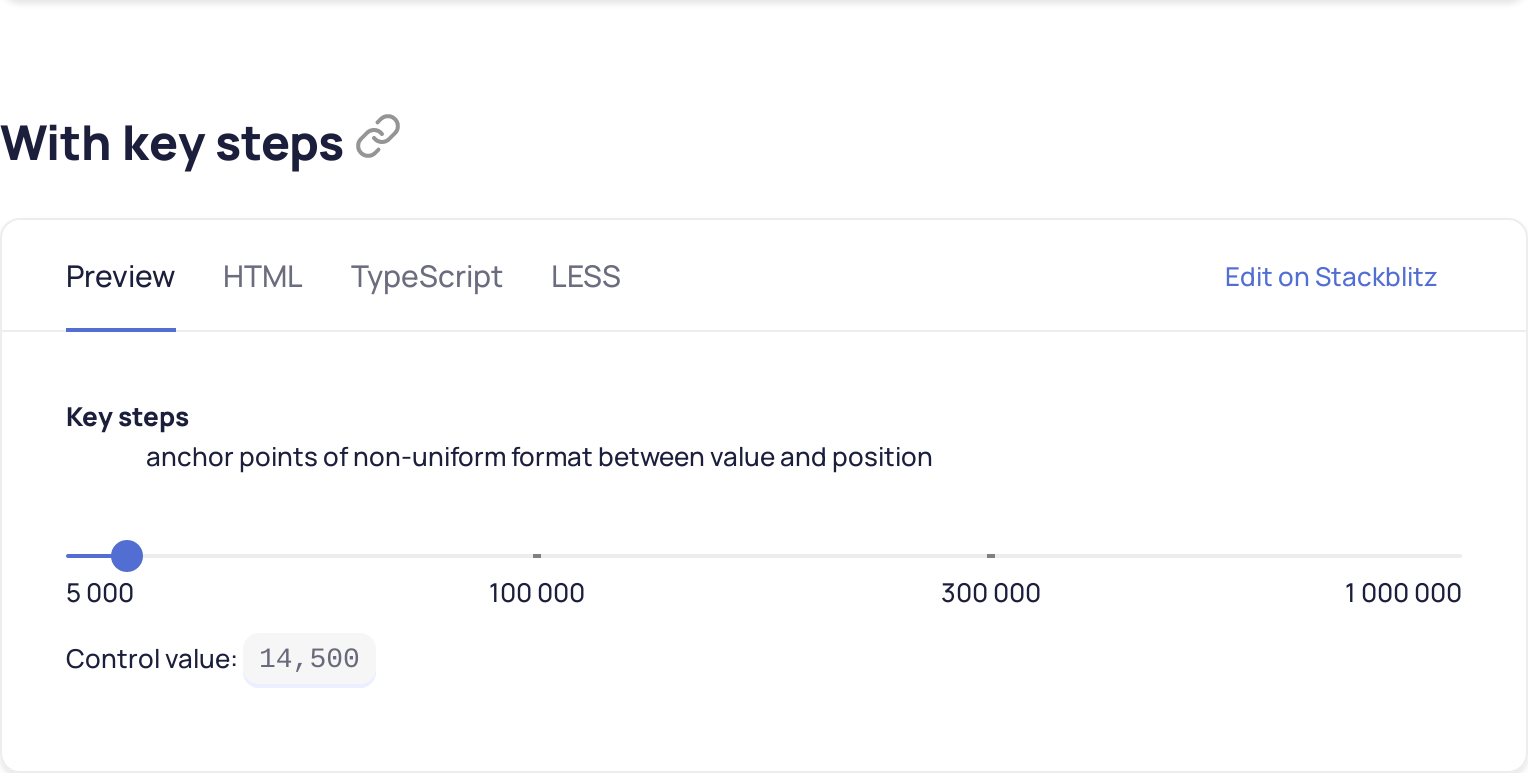 With key steps
Preview HTML TypeScript LESS Edit on Stackblitz
Key steps
anchor points of non-uniform format between value and position
5 000 100 000 300 000 1 000 000
Control value: 14,500